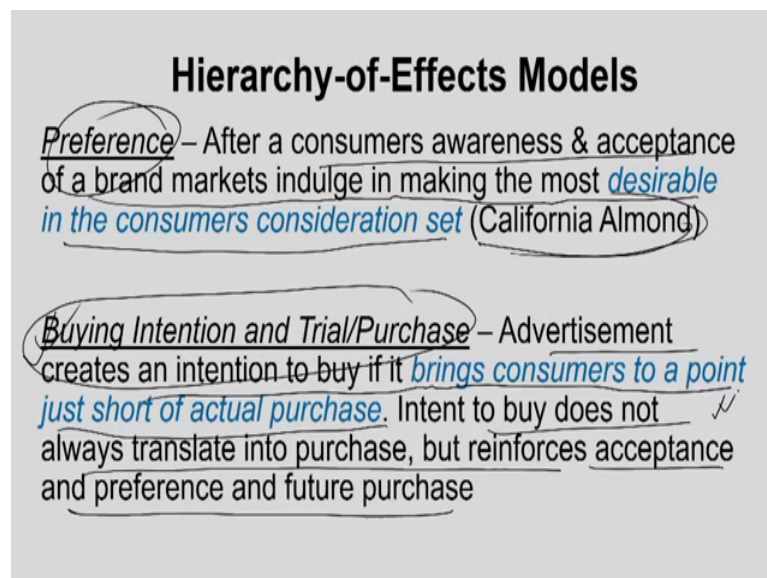 Hierarchy-of-Effects Models
Preference – After a consumers awareness & acceptance
of a brand markets indulge in making the most desirable
in the consumers consideration set (California Almond)
Buying Intention and Trial/Purchase – Advertisement
creates an intention to buy if it brings consumers to a point
just short of actual purchase. Intent to buy does not
always translate into purchase, but reinforces acceptance
and preference and future purchase